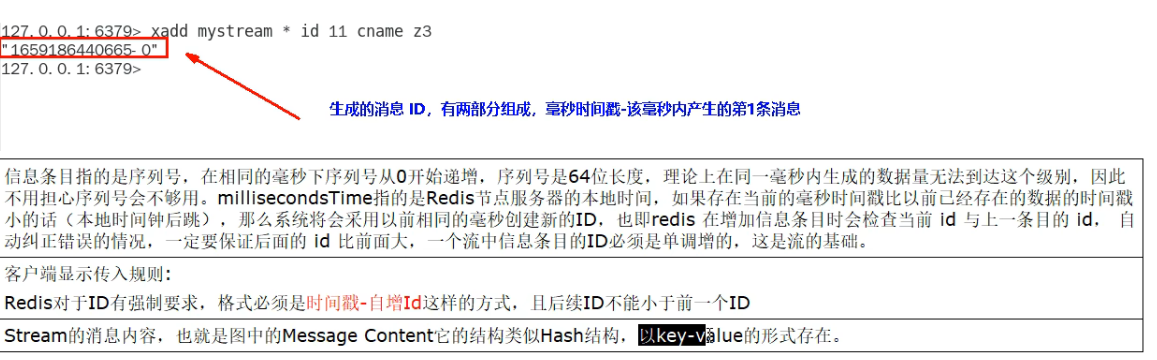 127.0.0.1:6379> xadd mystream * id 11 cname z3
"1659186440665-0"
127.0.0.1:6379>
生成的消息 ID，有两部分组成，毫秒时间戳-该毫秒内产生的第1条消息
信息条目指的是序列号，在相同的毫秒下序列号从0开始递增，序列号是64位长度，理论上在同一毫秒内生成的数据量无法到达这个级别，因此
不用担心序列号会不够用。millisecondsTime指的是Redis节点服务器的本地时间，如果存在当前的毫秒时间戳比以前已经存在的数据的时间戳
小的话（本地时间钟后跳），那么系统将会采用以前相同的毫秒创建新的ID，也即redis 在增加信息条目时会检查当前 id 与上一条目的 id， 自
动纠正错误的情况，一定要保证后面的 id 比前面大，一个流中信息条目的ID必须是单调增的，这是流的基础。
客户端显示传入规则:
Redis对于ID有强制要求，格式必须是时间戳-自增Id这样的方式，且后续ID不能小于前一个ID
Stream的消息内容，也就是图中的Message Content它的结构类似Hash结构，以key-value的形式存在。